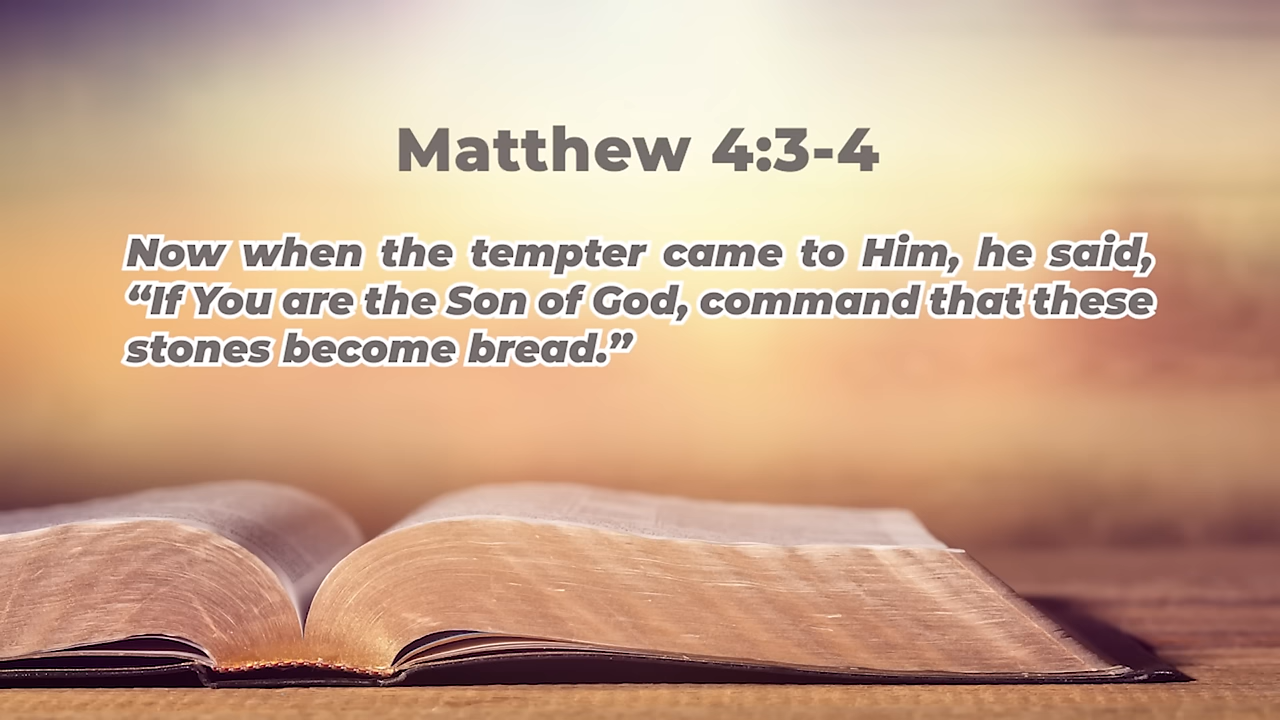 Matthew 4:3-4
Now when the tempter came to Him, he said,
“If You are the Son of God, command that these
stones become bread.”